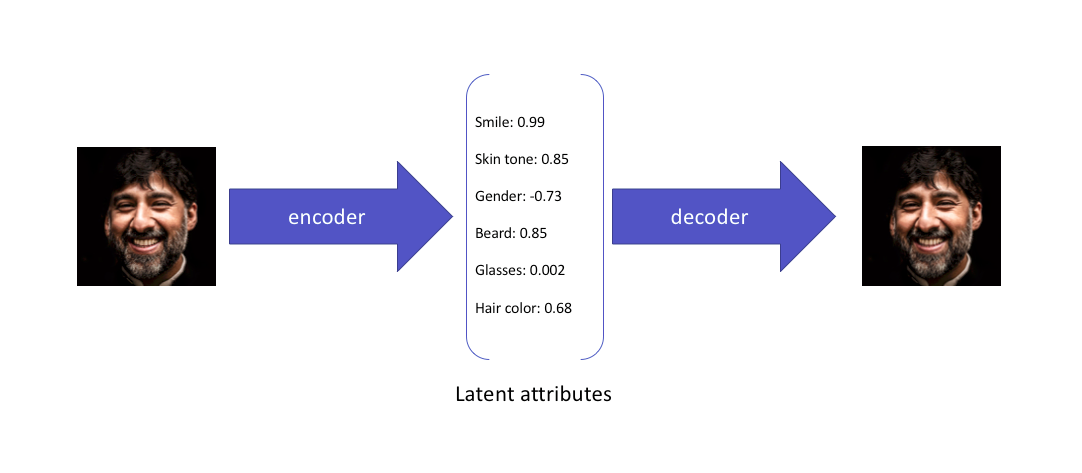 encoder
Smile: 0.99
Skin tone: 0.85
Gender: -0.73
Beard: 0.85
Glasses: 0.002
Hair color: 0.68
decoder
Latent attributes